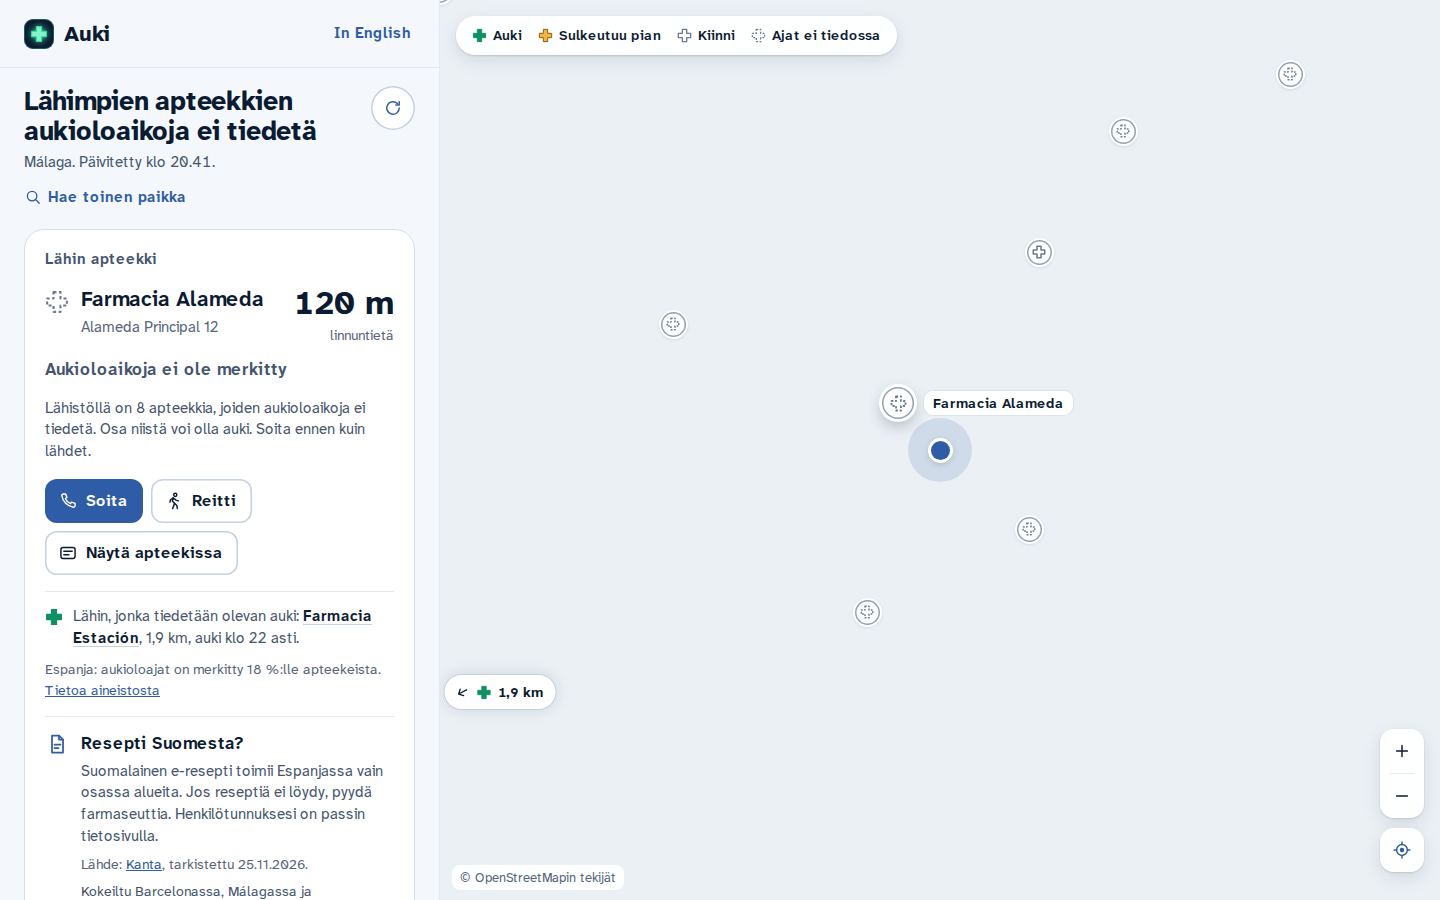 Auki
In English
Lähimpien apteekkien
aukioloaikoja ei tiedetä
Málaga. Päivitetty klo 20.41.
Hae toinen paikka
Lähin apteekki
Farmacia Alameda
120 m
Alameda Principal 12
linnuntietä
Aukioloaikoja ei ole merkitty
Lähistöllä on 8 apteekkia, joiden aukioloaikoja ei
tiedetä. Osa niistä voi olla auki. Soita ennen kuin
lähdet.
Soita
Reitti
Näytä apteekissa
Lähin, jonka tiedetään olevan auki: Farmacia
Estación, 1,9 km, auki klo 22 asti.
Espanja: aukioloajat on merkitty 18 %:lle apteekeista.
Tietoa aineistosta
Resepti Suomesta?
Suomalainen e-resepti toimii Espanjassa vain
osassa alueita. Jos reseptiä ei löydy, pyydä
farmaseuttia. Henkilötunnuksesi on passin
tietosivulla.
Lähde: Kanta, tarkistettu 25.11.2026.
Kokeiltu Barcelonassa, Málagassa ja
Auki
Sulkeutuu pian
Kiinni
Ajat ei tiedossa
Farmacia Alameda
1,9 km
© OpenStreetMapin tekijät